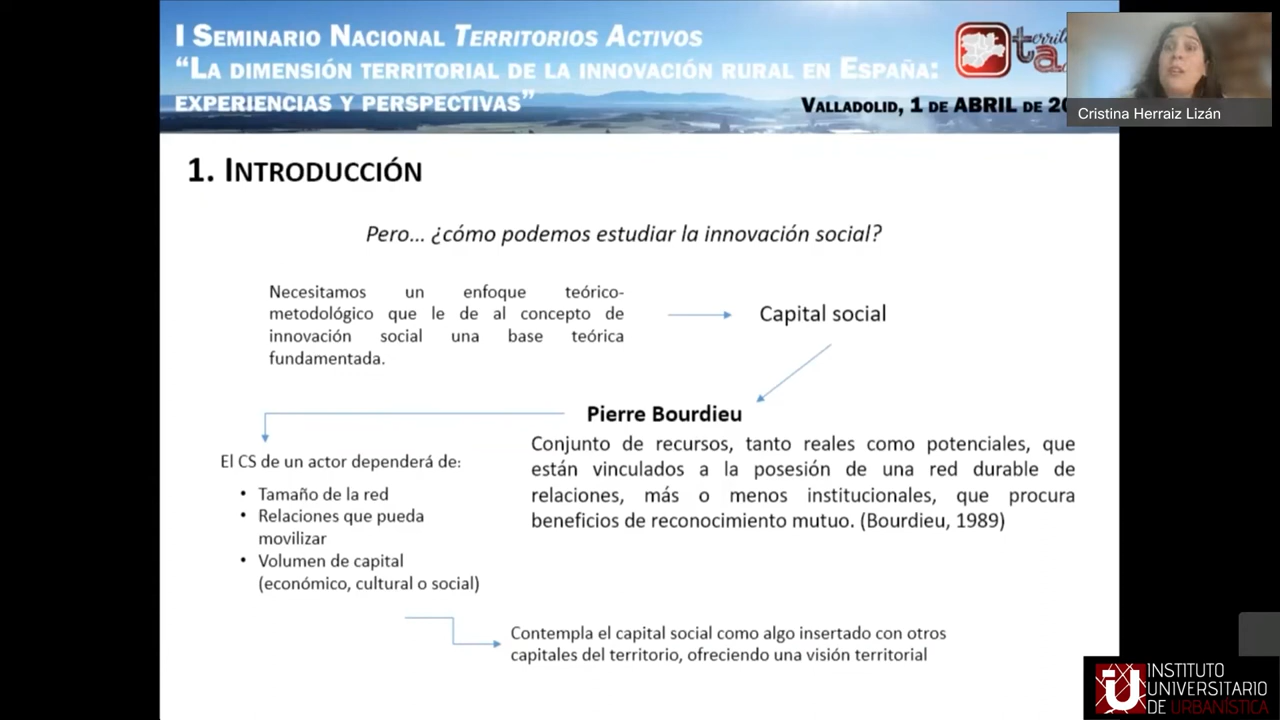 I SEMINARIO NACIONAL TERRITORIOS ACTIVOS
“LA DIMENSIÓN TERRITORIAL DE LA INNOVACIÓN RURAL EN ESPAÑA:
EXPERIENCIAS Y PERSPECTIVAS”
VALLADOLID, 1 DE ABRIL DE
Cristina Herraiz Lizán
1. INTRODUCCIÓN
Pero... ¿cómo podemos estudiar la innovación social?
Necesitamos un enfoque teórico-
metodológico que le de al concepto de
innovación social una base teórica
fundamentada.
Capital social
Pierre Bourdieu
Conjunto de recursos, tanto reales como potenciales, que
están vinculados a la posesión de una red durable de
relaciones, más o menos institucionales, que procura
beneficios de reconocimiento mutuo. (Bourdieu, 1989)
El CS de un actor dependerá de:
• Tamaño de la red
• Relaciones que pueda
movilizar
• Volumen de capital
(económico, cultural o social)
Contempla el capital social como algo insertado con otros
capitales del territorio, ofreciendo una visión territorial
INSTITUTO
UNIVERSITARIO
DE URBANÍSTICA